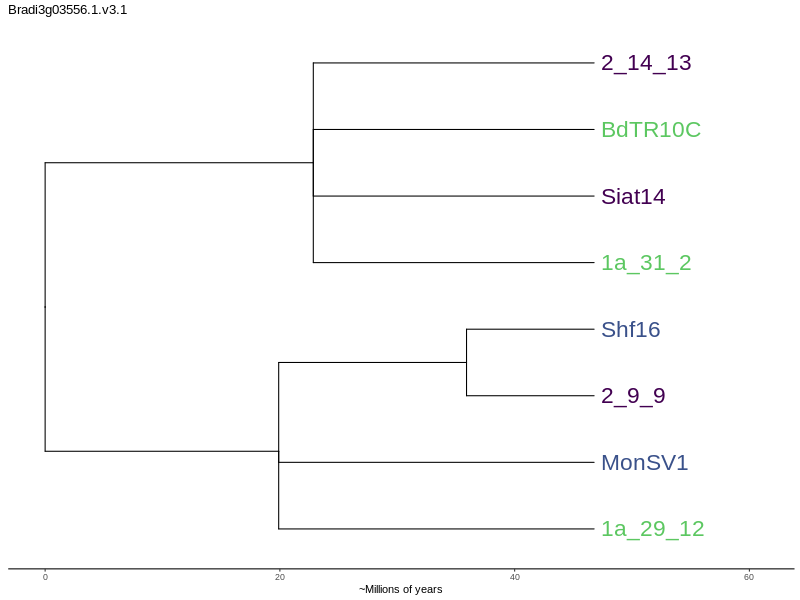 Bradi3g03556.1.v3.1
2_14_13
BdTR10C
Siat14
1a_31_2
Shf16
2_9_9
MonSV1
1a_29_12
0 20 40 60
~Millions of years